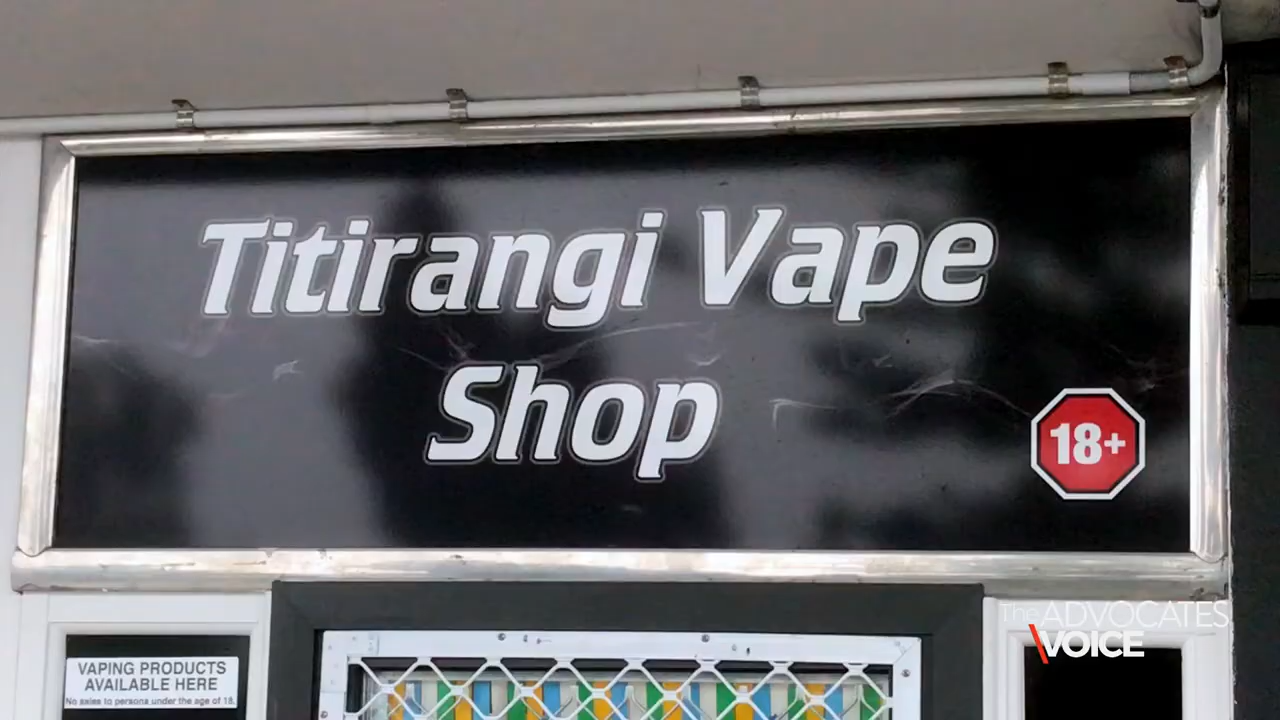 Titirangi Vape
Shop
18+
VAPING PRODUCTS
AVAILABLE HERE
No sales to persons under the age of 18.
The ADVOCATES
VOICE